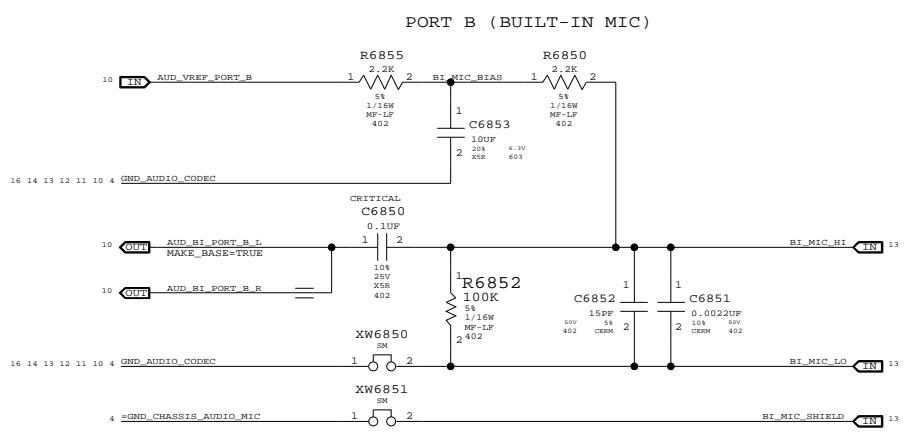 PORT B (BUILT-IN MIC)
R6855
2.2K
1 2
5%
1/16W
MF-LF
402
R6850
2.2K
1 2
5%
1/16W
MF-LF
402
10 IN AUD_VREF_PORT_B
BI_MIC_BIAS
1
C6853
10UF
2
20% 6.3V
X5R 603
16 14 13 12 11 10 4 GND_AUDIO_CODEC
CRITICAL
C6850
0.1UF
1 2
10%
25V
X5R
402
10 OUT AUD_BI_PORT_B_L
MAKE_BASE=TRUE
BI_MIC_HI IN 13
10 OUT AUD_BI_PORT_B_R
1
R6852
100K
5%
1/16W
MF-LF
2 402
1
C6852
15PF
50V 5%
402 CERM
2
1
C6851
0.0022UF
10% 50V
CERM 402
2
XW6850
SM
1 2
16 14 13 12 11 10 4 GND_AUDIO_CODEC
BI_MIC_LO IN 13
XW6851
SM
1 2
4 =GND_CHASSIS_AUDIO_MIC
BI_MIC_SHIELD IN 13